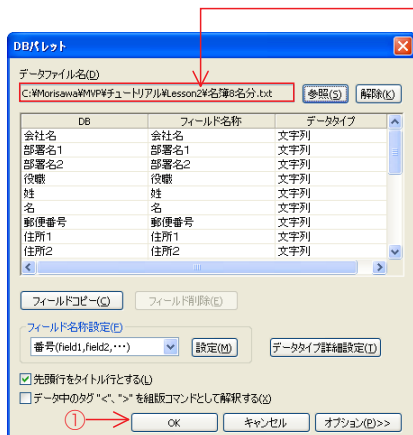 DBパレット
データファイル名(D)
C:¥Morisawa¥MVP¥チュートリアル¥Lesson2¥名簿8名分.txt 参照(S) 解除(K)
DB フィールド名称 データタイプ
会社名 会社名 文字列
部署名1 部署名1 文字列
部署名2 部署名2 文字列
役職 役職 文字列
姓 姓 文字列
名 名 文字列
郵便番号 郵便番号 文字列
住所1 住所1 文字列
住所2 住所2 文字列
フィールドコピー(C) フィールド削除(E)
フィールド名称設定(F)
番号(field1,field2,･･･) 設定(M) データタイプ詳細設定(T)
先頭行をタイトル行とする(L)
データ中のタグ "<"、">" を組版コマンドとして解釈する(X)
① OK キャンセル オプション(P)>>